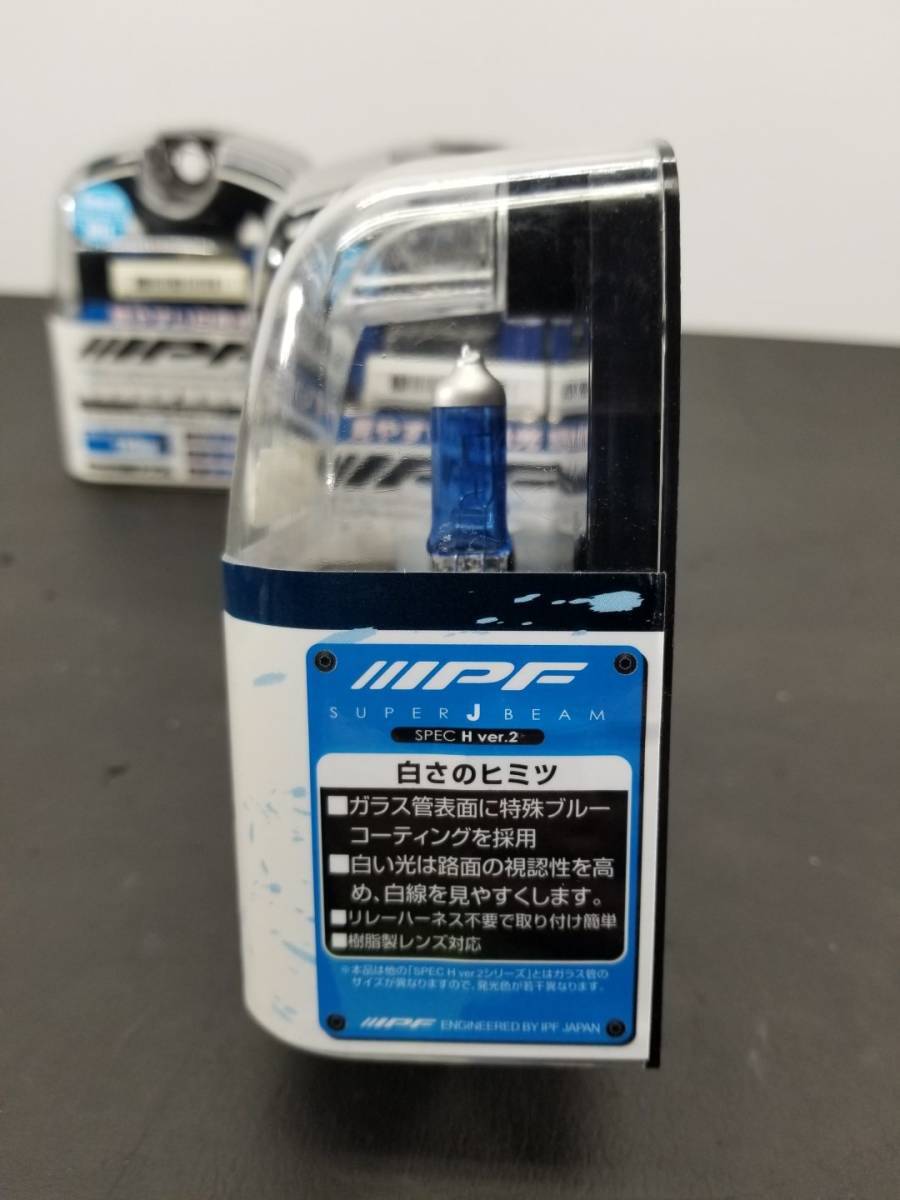 IPF
IPF
IPF
SUPER J BEAM
SPEC H ver.2
白さのヒミツ
■ガラス管表面に特殊ブルー
コーティングを採用
■白い光は路面の視認性を高
め、白線を見やすくします。
■リレーハーネス不要で取り付け簡単
■樹脂製レンズ対応
※本品は他の「SPEC H ver.2シリーズ」とはガラス管の
サイズが異なりますので、発光色が若干異なります。
IPF ENGINEERED BY IPF JAPAN